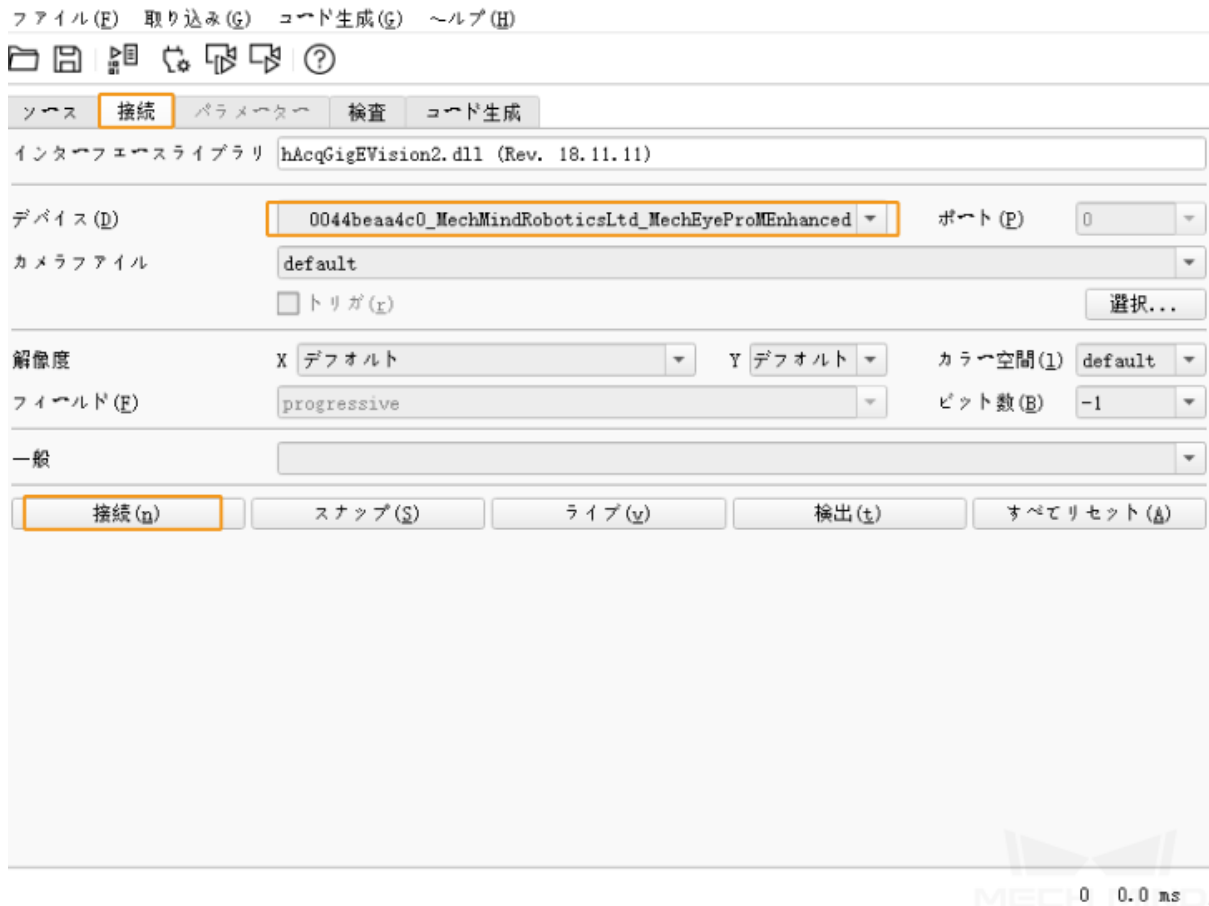 ファイル(F) 取り込み(G) コード生成(G) ヘルプ(H)
ソース 接続 パラメーター 検査 コード生成
インターフェースライブラリ hAcqGigEVision2.dll (Rev. 18.11.11)
デバイス(D) 0044beaa4c0_MechMindRoboticsLtd_MechEyeProMEnhanced ポート(P) 0
カメラファイル default
トリガ(r) 選択...
解像度 X デフォルト Y デフォルト カラー空間(l) default
フィールド(F) progressive ビット数(B) -1
一般
接続(n) スナップ(S) ライブ(v) 検出(t) すべてリセット(A)
0 0.0 ms
MECH MIND